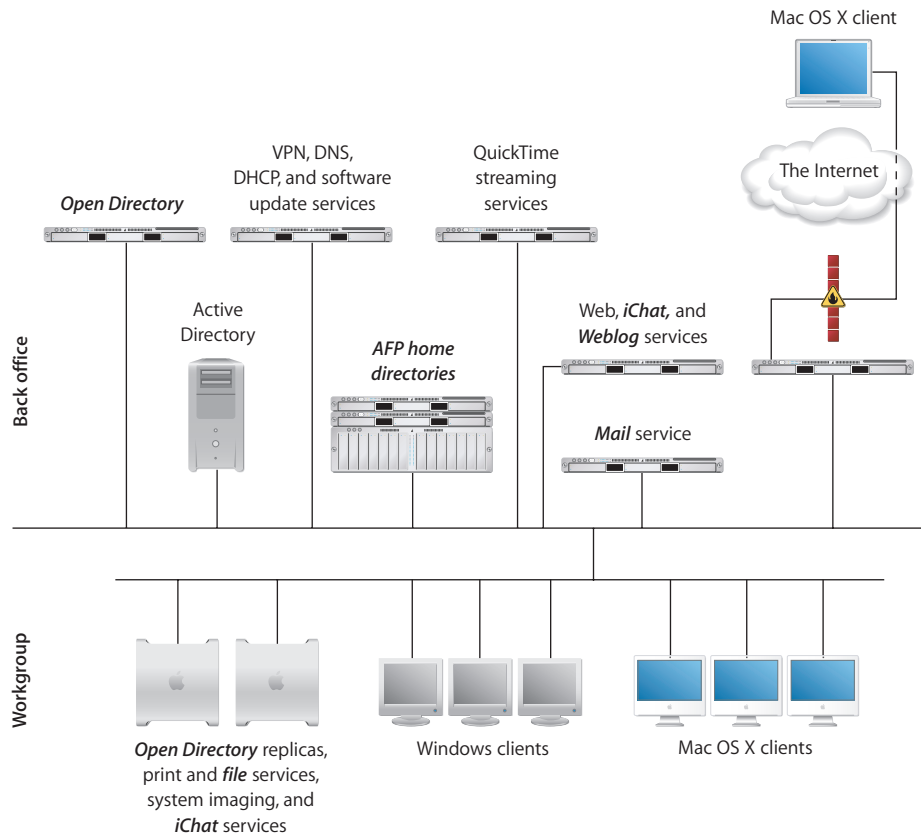 Mac OS X client
The Internet
VPN, DNS,
DHCP, and software
update services
QuickTime
streaming
services
Open Directory
Active
Directory
AFP home
directories
Web, iChat, and
Weblog services
Mail service
Back office
Workgroup
Open Directory replicas,
print and file services,
system imaging, and
iChat services
Windows clients
Mac OS X clients